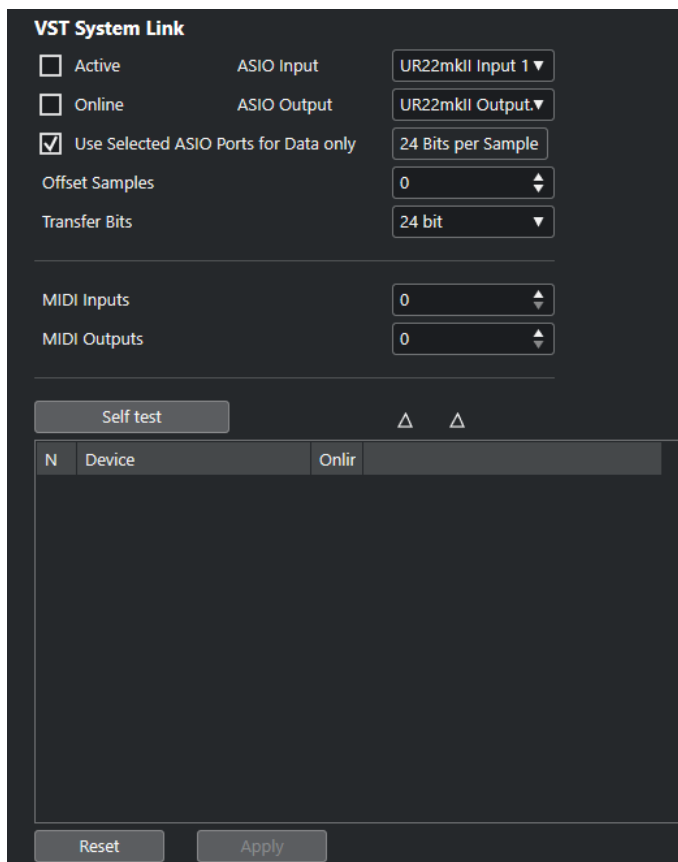 VST System Link
Active ASIO Input UR22mkII Input 1
Online ASIO Output UR22mkII Output.
Use Selected ASIO Ports for Data only 24 Bits per Sample
Offset Samples 0
Transfer Bits 24 bit
MIDI Inputs 0
MIDI Outputs 0
Self test
N Device Onlir
Reset Apply